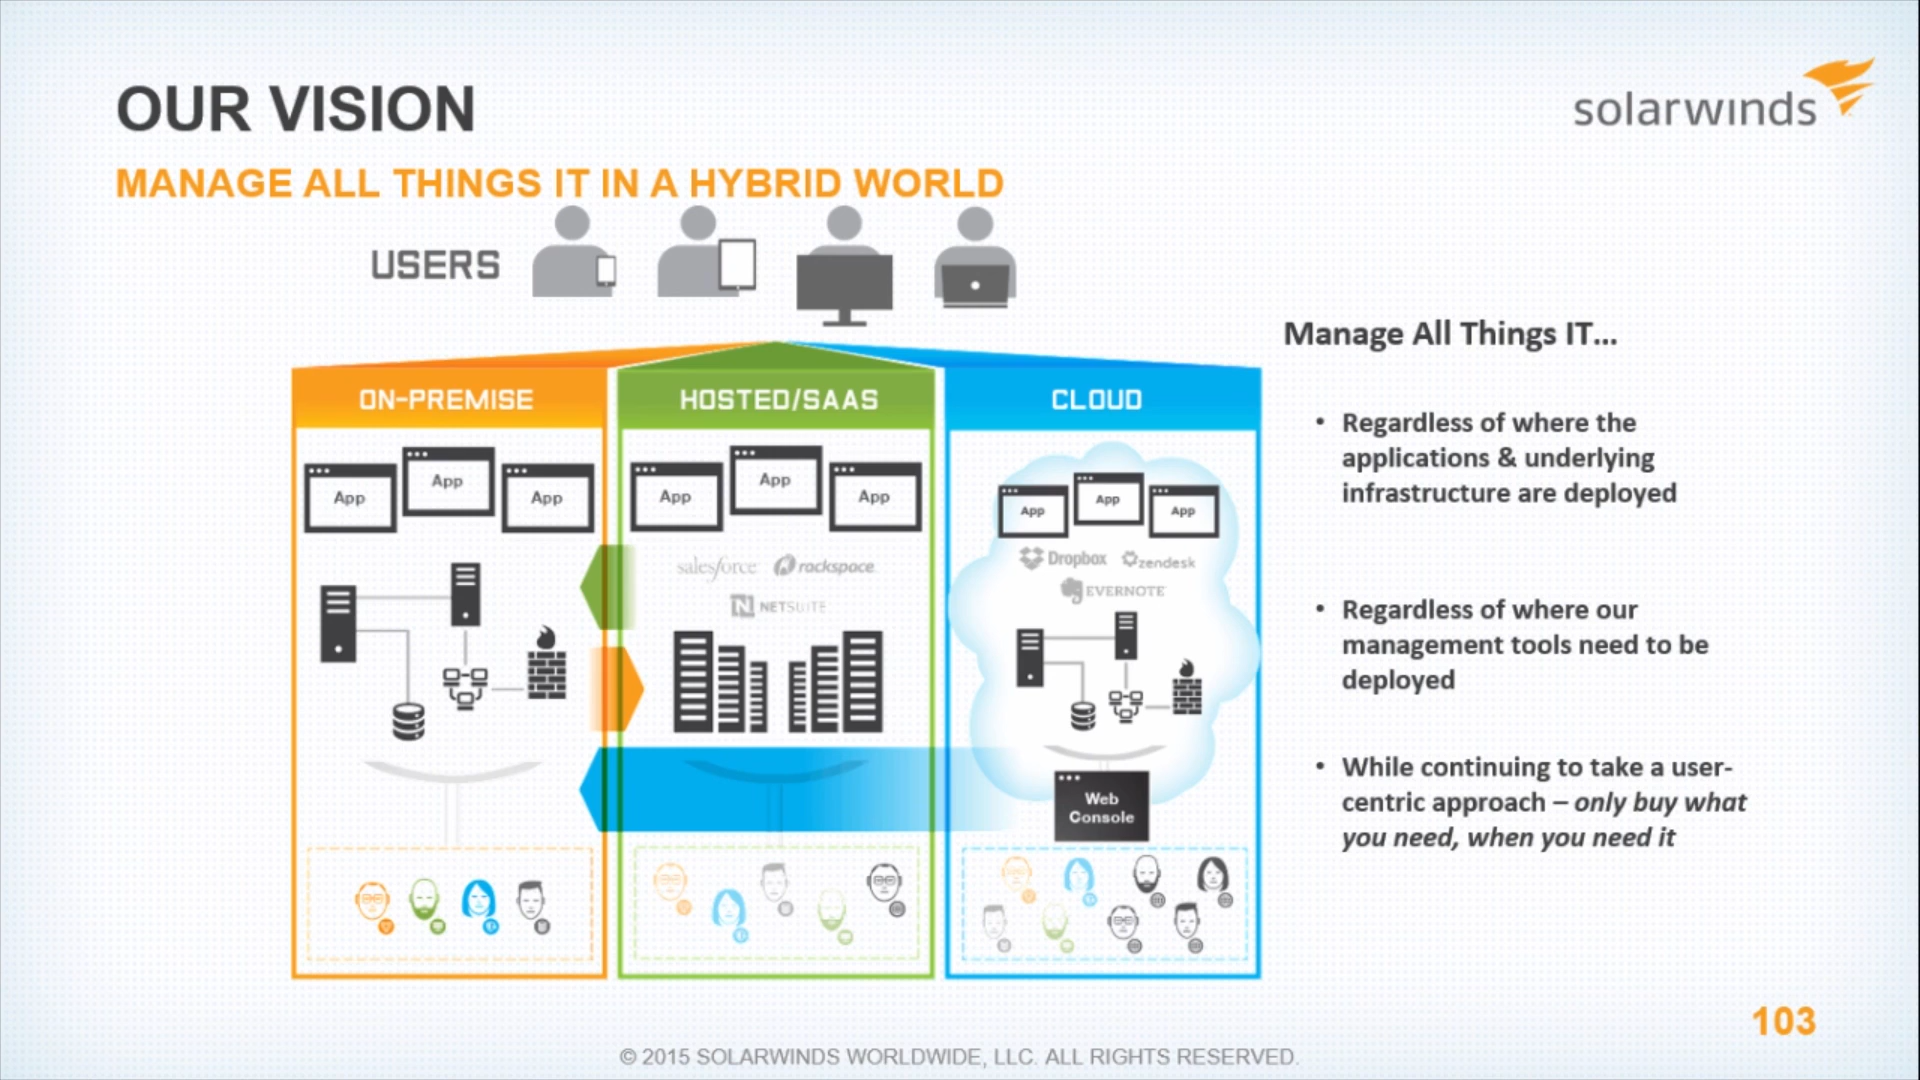 OUR VISION
solarwinds
MANAGE ALL THINGS IT IN A HYBRID WORLD
USERS
ON-PREMISE
HOSTED/SAAS
CLOUD
App
App
App
App
App
App
App
App
App
salesforce
rackspace
NETSUITE
Dropbox
zendesk
EVERNOTE
Web
Console
Manage All Things IT...
• Regardless of where the
applications & underlying
infrastructure are deployed
• Regardless of where our
management tools need to be
deployed
• While continuing to take a user-
centric approach – only buy what
you need, when you need it
103
© 2015 SOLARWINDS WORLDWIDE, LLC. ALL RIGHTS RESERVED.